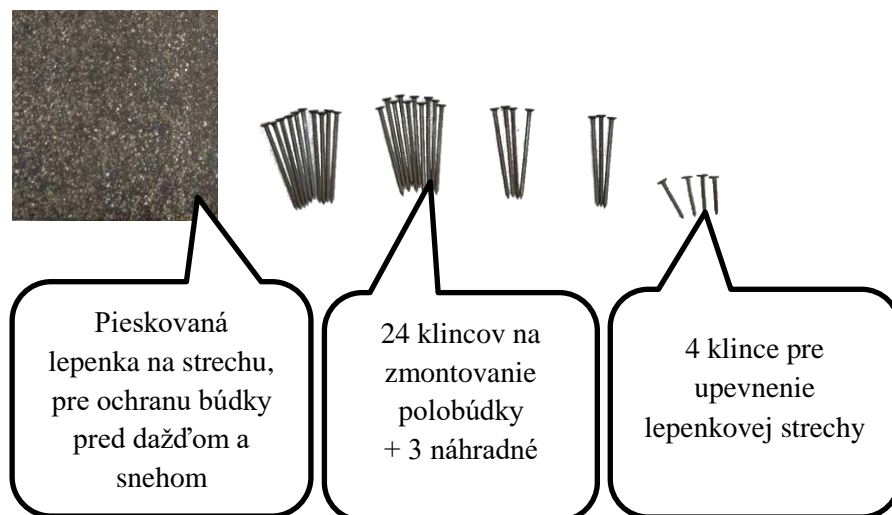 Pieskovaná
lepenka na strechu,
pre ochranu búdky
pred dažďom a
snehom
24 klincov na
zmontovanie
polobúdky
+ 3 náhradné
4 klince pre
upevnenie
lepenkovej strechy